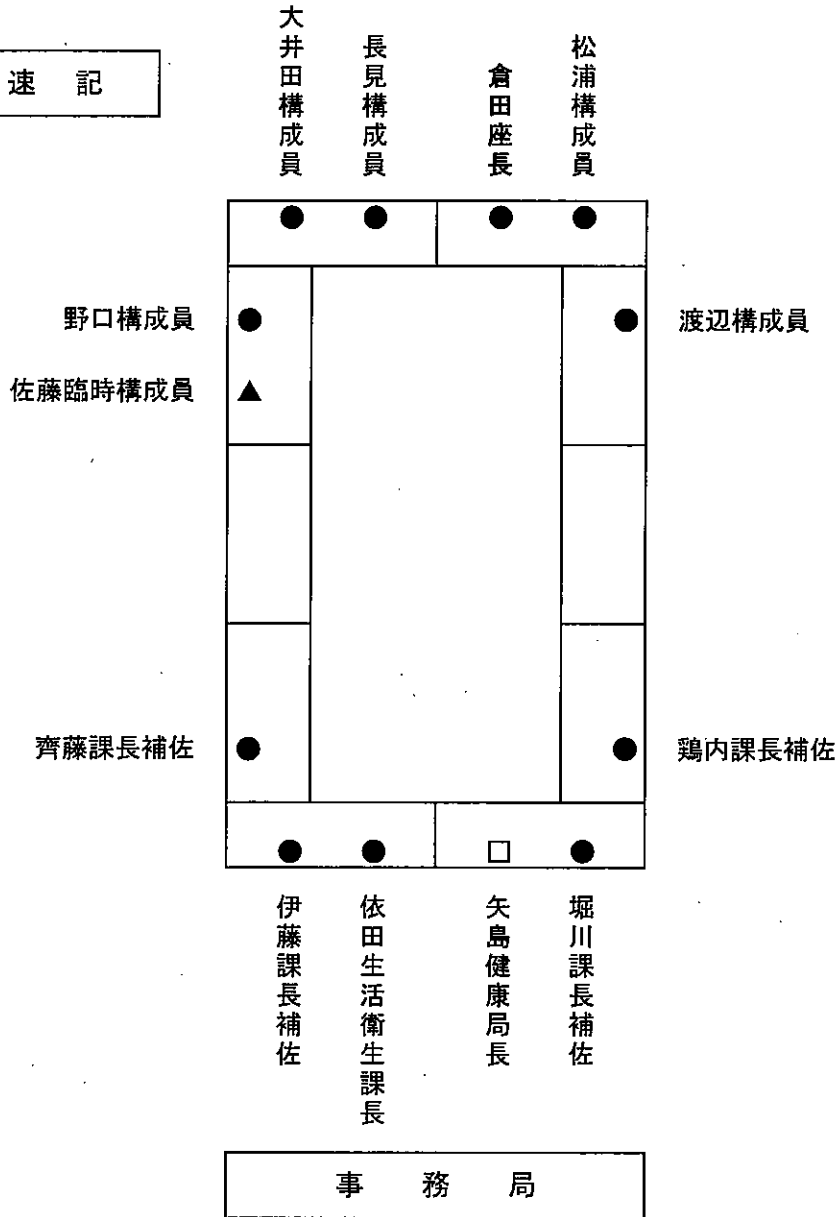 速記
大井田構成員
長見構成員
倉田座長
松浦構成員
野口構成員
渡辺構成員
佐藤臨時構成員
齊藤課長補佐
鶏内課長補佐
伊藤課長補佐
依田生活衛生課長
矢島健康局長
堀川課長補佐
事務局